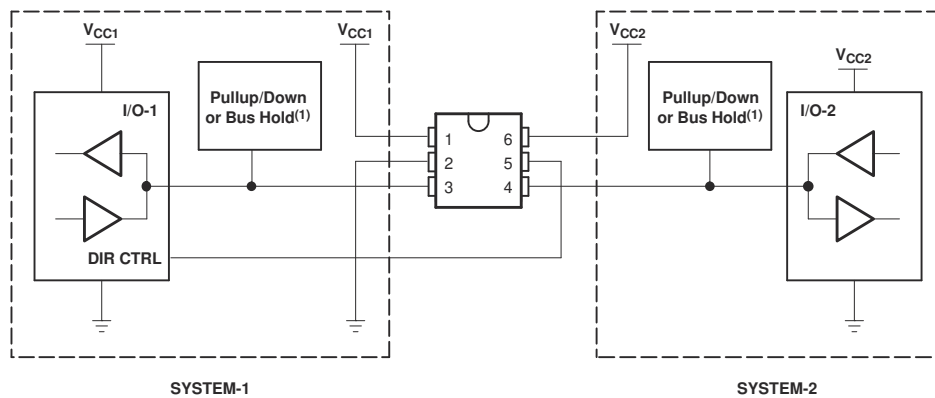 VCC1
VCC1
VCC2
VCC2
I/O-1
Pullup/Down
or Bus Hold(1)
Pullup/Down
or Bus Hold(1)
I/O-2
1
6
2
5
3
4
DIR CTRL
SYSTEM-1
SYSTEM-2